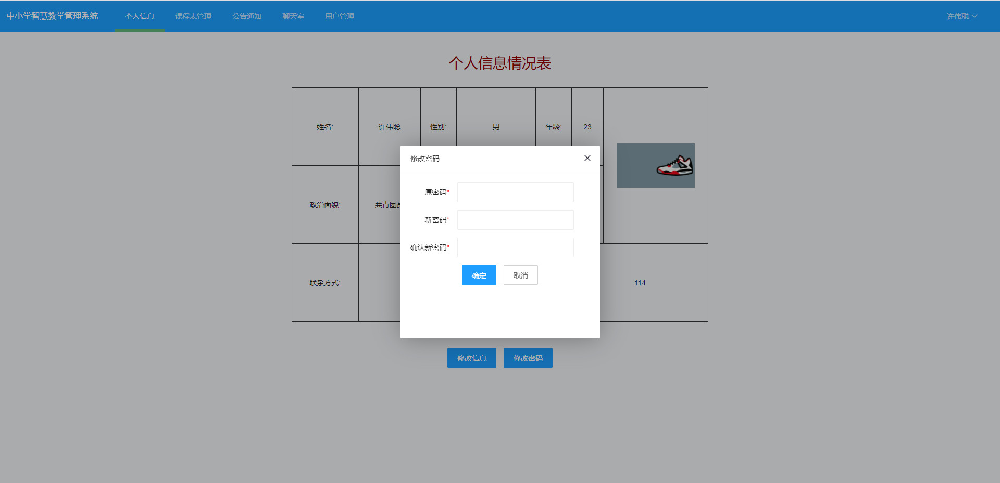 中小学智慧教学管理系统 个人信息 课程表管理 公告通知 聊天室 用户管理 许伟聪
个人信息情况表
姓名: 许伟聪 性别: 男 年龄: 23
修改密码
原密码*
政治面貌: 共青团员
新密码*
确认新密码*
确定 取消
联系方式: 114
修改信息 修改密码